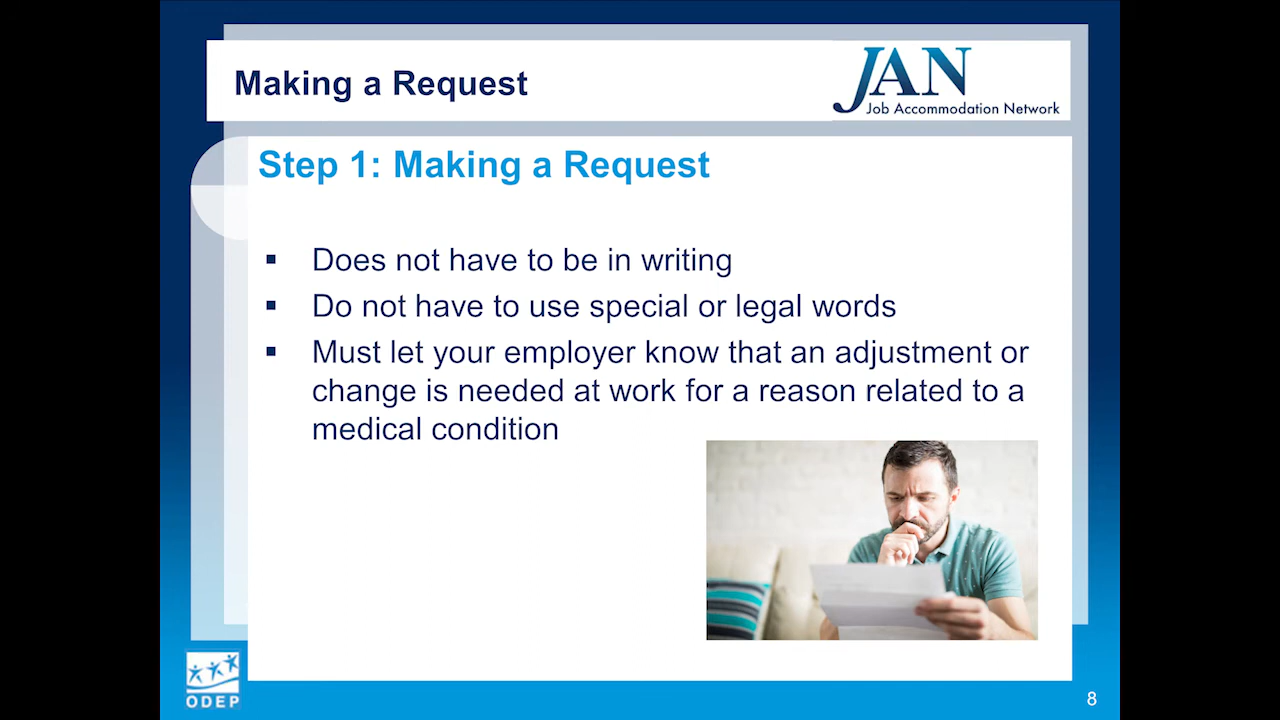 Making a Request
JAN
Job Accommodation Network
Step 1: Making a Request
▪ Does not have to be in writing
▪ Do not have to use special or legal words
▪ Must let your employer know that an adjustment or
change is needed at work for a reason related to a
medical condition
ODEP
8